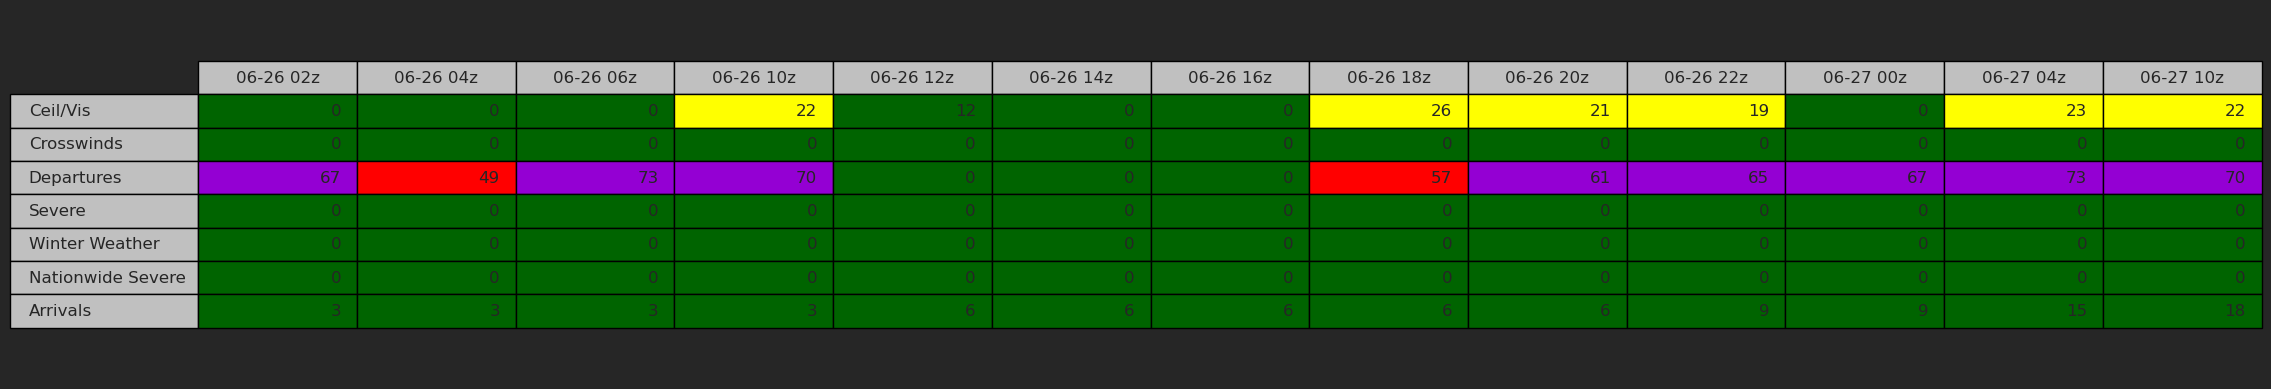 06-26 02z 06-26 04z 06-26 06z 06-26 10z 06-26 12z 06-26 14z 06-26 16z 06-26 18z 06-26 20z 06-26 22z 06-27 00z 06-27 04z 06-27 10z
Ceil/Vis 0 0 0 22 12 0 0 26 21 19 0 23 22
Crosswinds 0 0 0 0 0 0 0 0 0 0 0 0 0
Departures 67 49 73 70 0 0 0 57 61 65 67 73 70
Severe 0 0 0 0 0 0 0 0 0 0 0 0 0
Winter Weather 0 0 0 0 0 0 0 0 0 0 0 0 0
Nationwide Severe 0 0 0 0 0 0 0 0 0 0 0 0 0
Arrivals 3 3 3 3 6 6 6 6 6 9 9 15 18